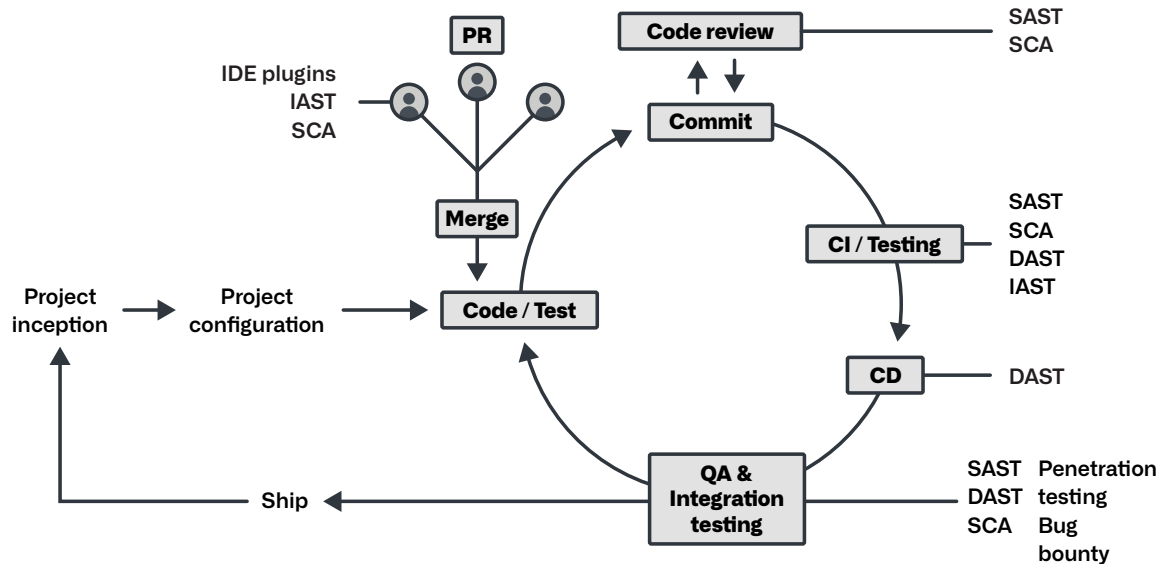 PR
Code review
SAST
SCA
IDE plugins
IAST
SCA
Commit
Merge
CI / Testing
SAST
SCA
DAST
IAST
Project
inception
Project
configuration
Code / Test
CD
DAST
QA &
Integration
testing
Ship
SAST
DAST
SCA
Penetration
testing
Bug
bounty